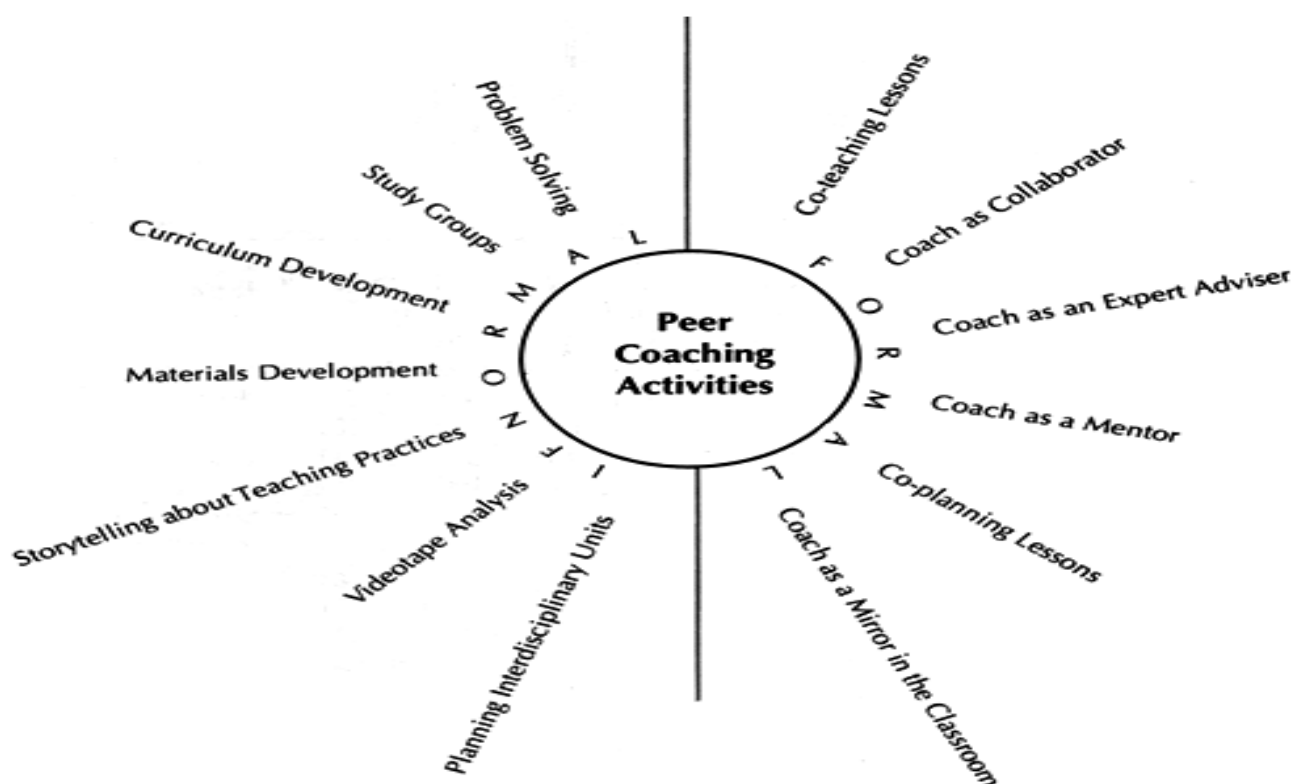 Peer
Coaching
Activities
INFORMAL
Problem Solving
Study Groups
Curriculum Development
Materials Development
Storytelling about Teaching Practices
Videotape Analysis
Planning Interdisciplinary Units
FORMAL
Co-teaching Lessons
Coach as Collaborator
Coach as an Expert Adviser
Coach as a Mentor
Co-planning Lessons
Coach as a Mirror in the Classroom